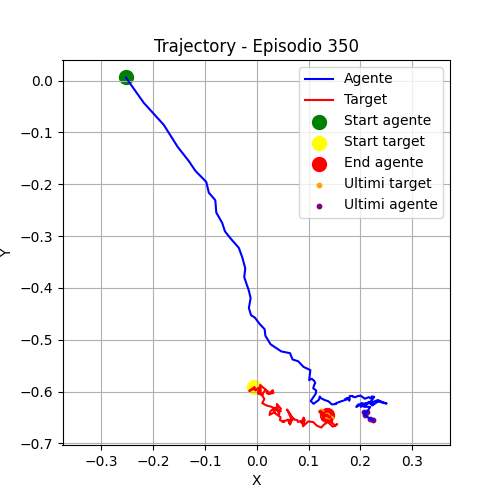 Trajectory - Episodio 350
Agente
Target
Start agente
Start target
End agente
Ultimi target
Ultimi agente
0.0
−0.1
−0.2
−0.3
−0.4
−0.5
−0.6
−0.7
Y
−0.3
−0.2
−0.1
0.0
0.1
0.2
0.3
X